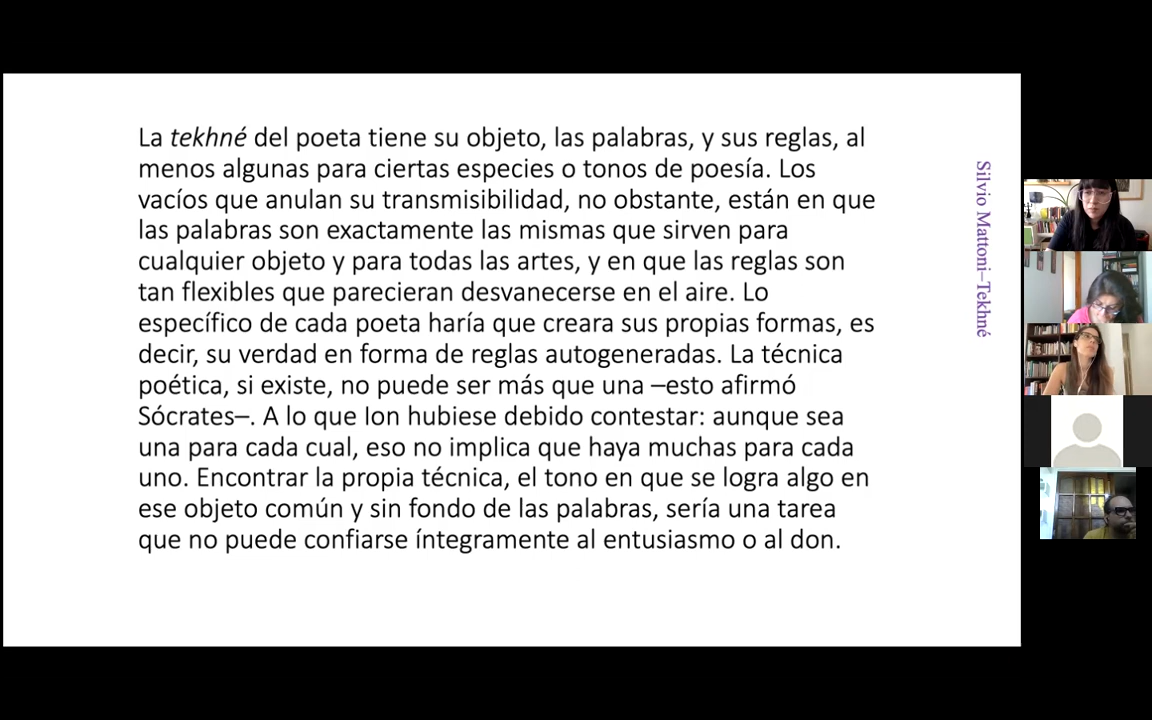 La tekhné del poeta tiene su objeto, las palabras, y sus reglas, al
menos algunas para ciertas especies o tonos de poesía. Los
vacíos que anulan su transmisibilidad, no obstante, están en que
las palabras son exactamente las mismas que sirven para
cualquier objeto y para todas las artes, y en que las reglas son
tan flexibles que parecieran desvanecerse en el aire. Lo
específico de cada poeta haría que creara sus propias formas, es
decir, su verdad en forma de reglas autogeneradas. La técnica
poética, si existe, no puede ser más que una –esto afirmó
Sócrates–. A lo que Ion hubiese debido contestar: aunque sea
una para cada cual, eso no implica que haya muchas para cada
uno. Encontrar la propia técnica, el tono en que se logra algo en
ese objeto común y sin fondo de las palabras, sería una tarea
que no puede confiarse íntegramente al entusiasmo o al don.
Silvio Mattoni–Tekhné